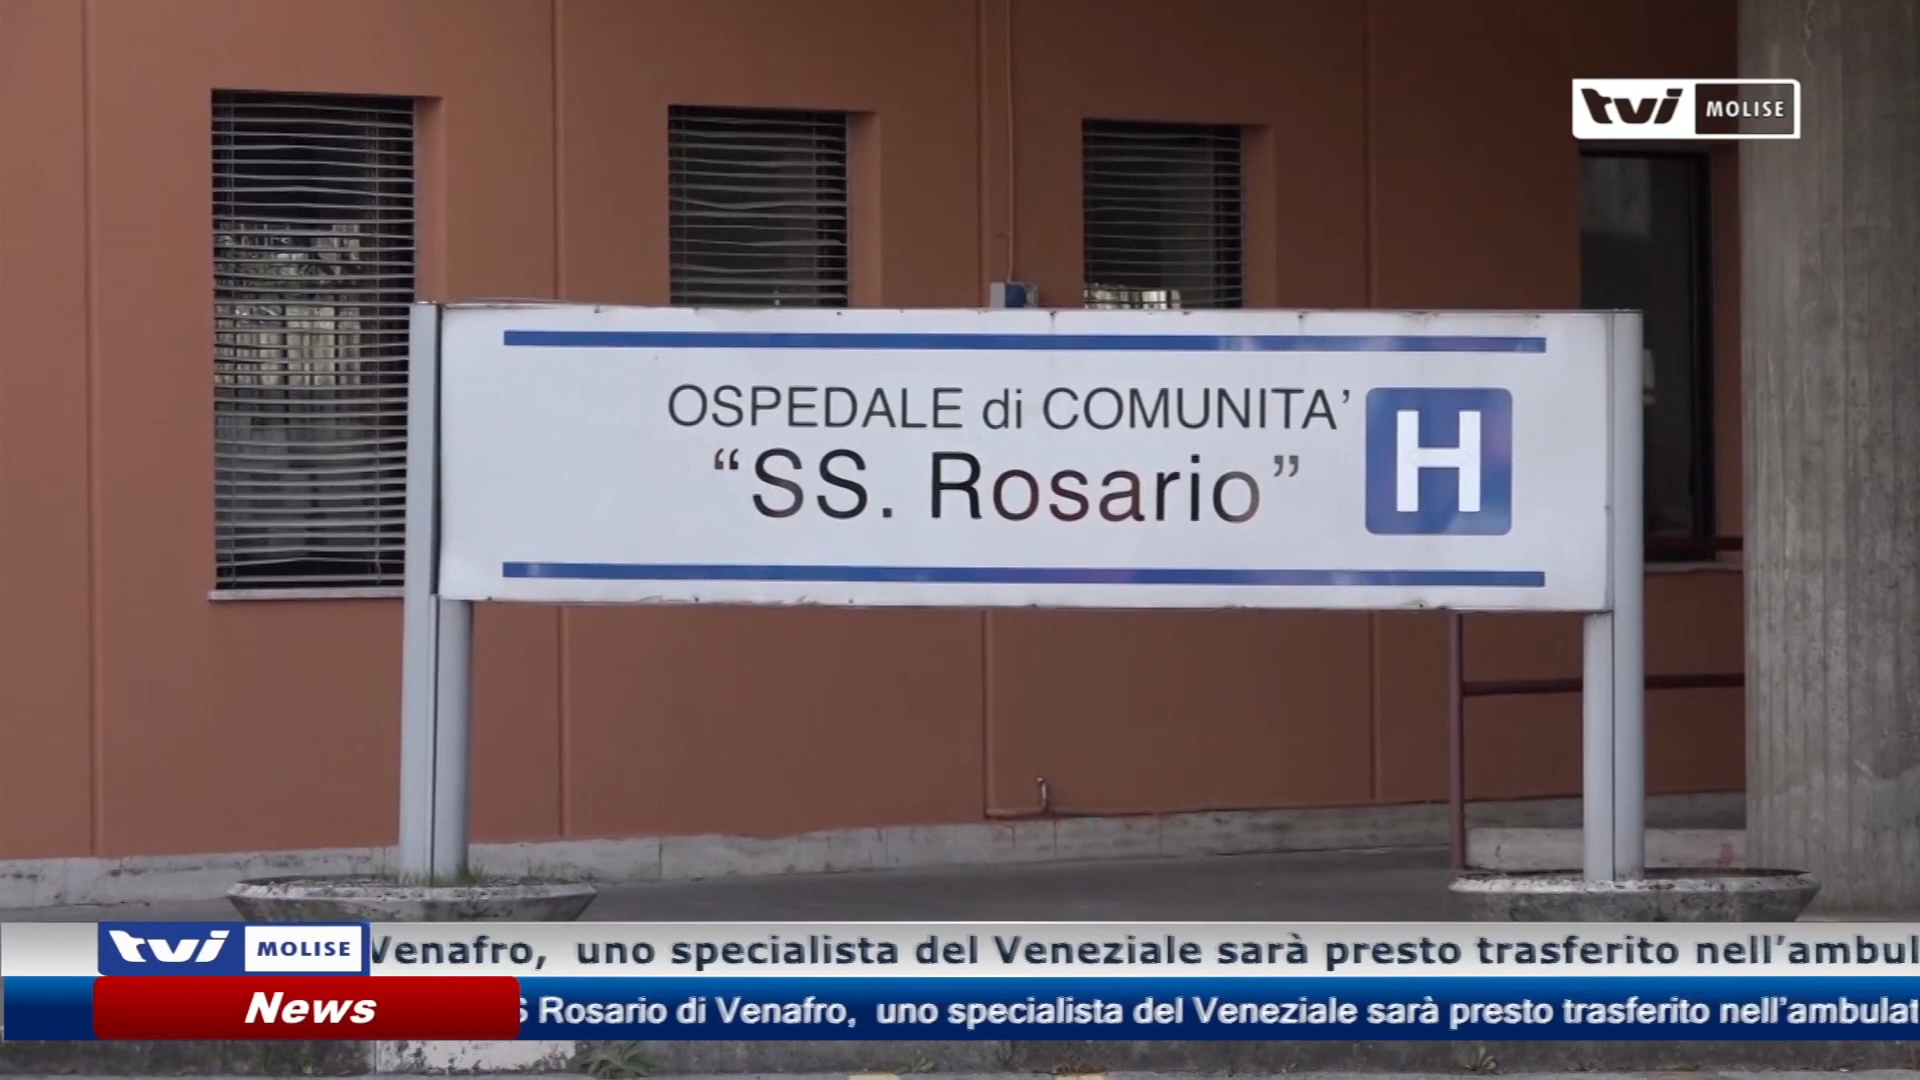 tvi MOLISE
OSPEDALE di COMUNITA’
“SS. Rosario”
H
tvi MOLISE
Venafro, uno specialista del Veneziale sarà presto trasferito nell’ambul
News
S Rosario di Venafro, uno specialista del Veneziale sarà presto trasferito nell’ambulat